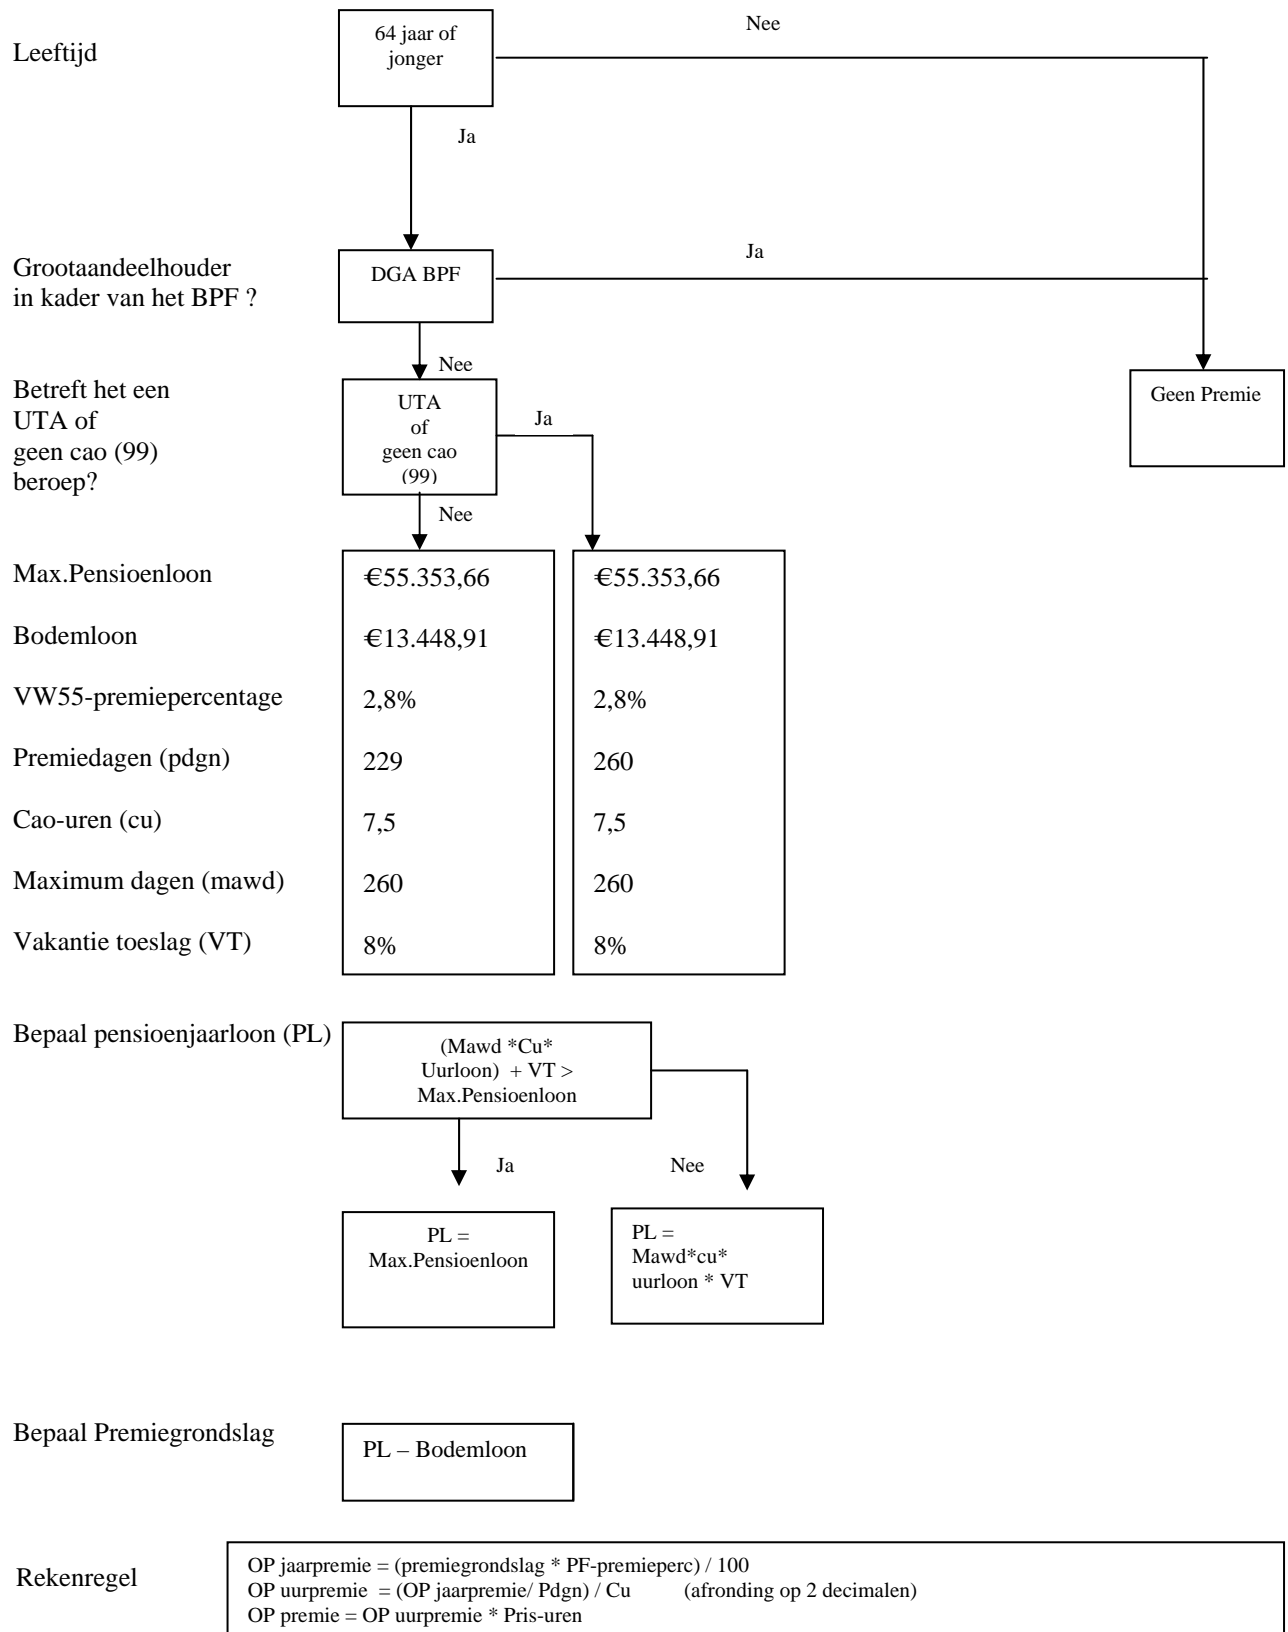 64 jaar of
jonger
Nee
Leeftijd
Ja
Grootaandeelhouder
in kader van het BPF ?
DGA BPF
Ja
Nee
Betreft het een
UTA of
geen cao (99)
beroep?
UTA
of
geen cao
(99)
Ja
Geen Premie
Nee
Max.Pensioenloon €55.353,66 €55.353,66
Bodemloon €13.448,91 €13.448,91
VW55-premiepercentage 2,8% 2,8%
Premiedagen (pdgn) 229 260
Cao-uren (cu) 7,5 7,5
Maximum dagen (mawd) 260 260
Vakantie toeslag (VT) 8% 8%
Bepaal pensioenjaarloon (PL)
(Mawd *Cu*
Uurloon) + VT >
Max.Pensioenloon
Ja
Nee
PL =
Max.Pensioenloon
PL =
Mawd*cu*
uurloon * VT
Bepaal Premiegrondslag
PL – Bodemloon
Rekenregel
OP jaarpremie = (premiegrondslag * PF-premieperc) / 100
OP uurpremie = (OP jaarpremie/ Pdgn) / Cu (afronding op 2 decimalen)
OP premie = OP uurpremie * Pris-uren